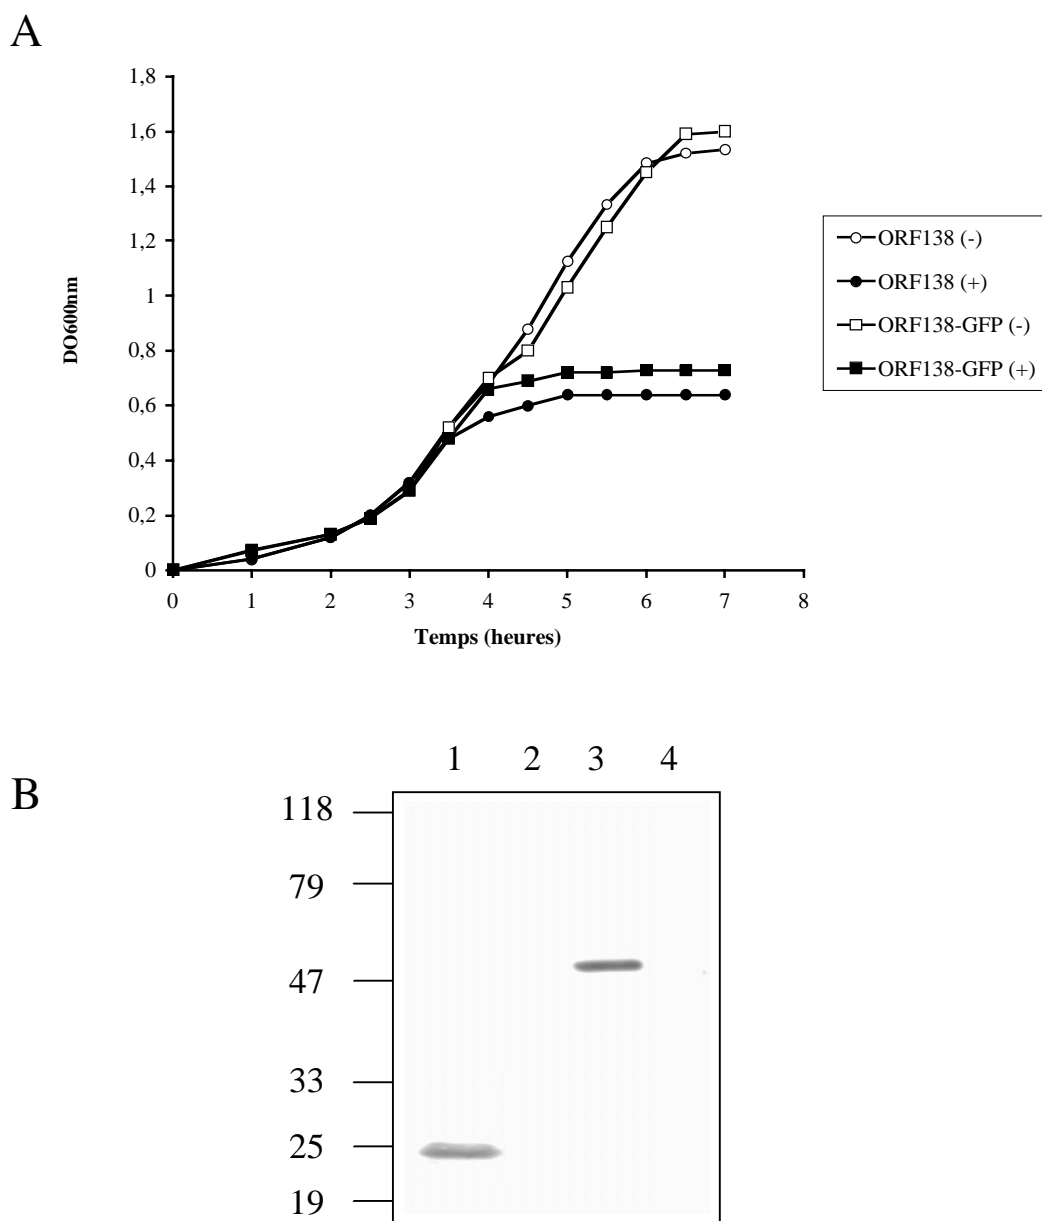 A
1,8
1,6
1,4
1,2
1
0,8
0,6
0,4
0,2
0
DO600nm
0 1 2 3 4 5 6 7 8
Temps (heures)
ORF138 (-)
ORF138 (+)
ORF138-GFP (-)
ORF138-GFP (+)
B
1 2 3 4
118
79
47
33
25
19